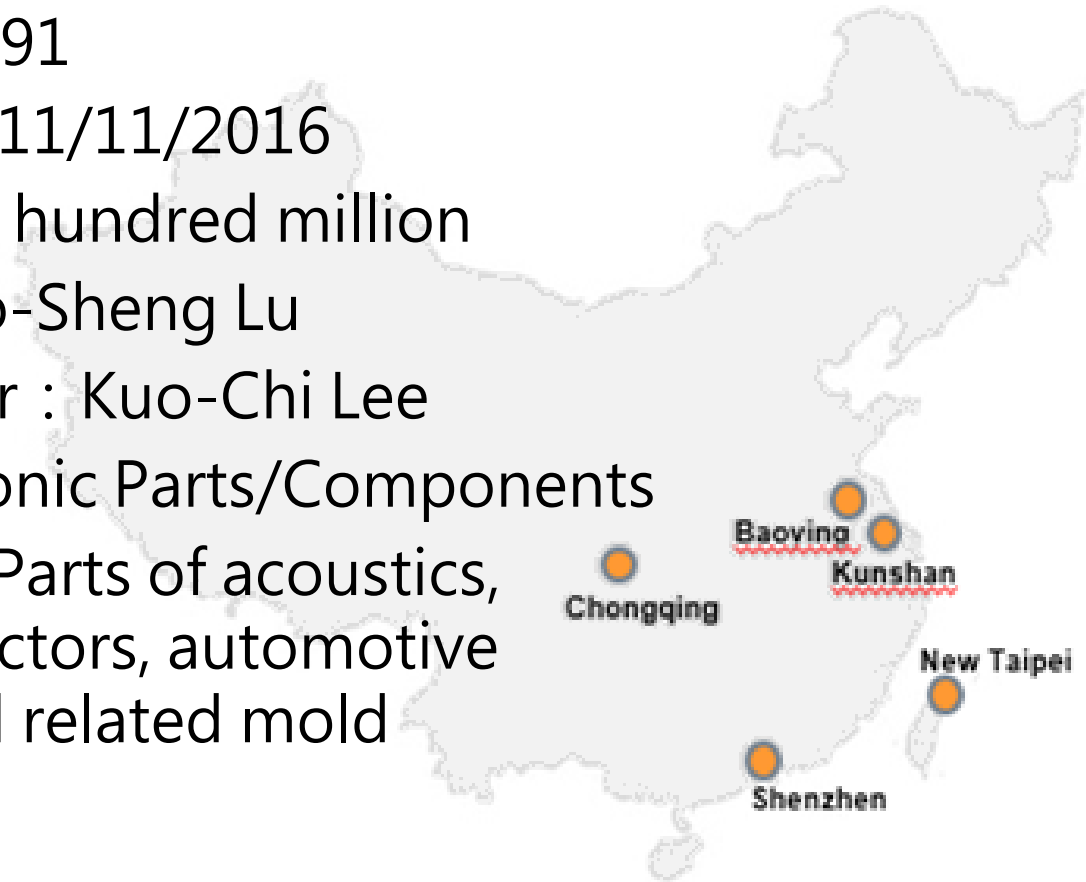 91
11/11/2016
hundred million
o-Sheng Lu
r : Kuo-Chi Lee
onic Parts/Components
Parts of acoustics,
ctors, automotive
l related mold
Baoving
Kunshan
Chongqing
New Taipei
Shenzhen